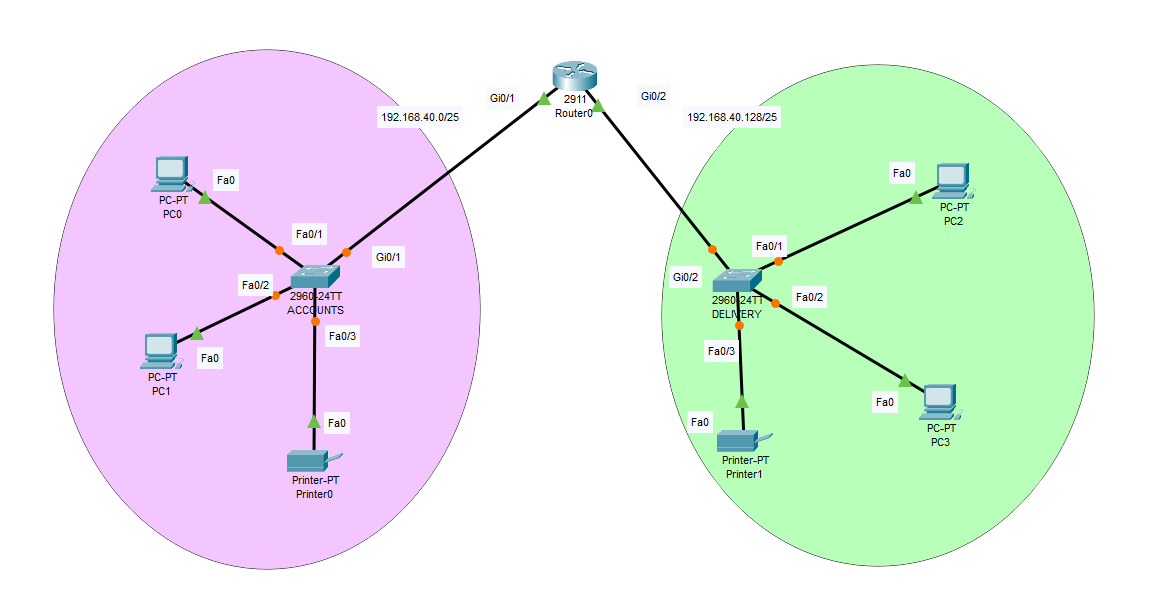 Gi0/1
2911
Router0
Gi0/2
192.168.40.0/25
192.168.40.128/25
Fa0
PC-PT
PC0
Fa0/1
Gi0/1
Fa0/2
2960-24TT
ACCOUNTS
Fa0/3
Fa0
PC-PT
PC1
Fa0
Printer-PT
Printer0
Fa0
PC-PT
PC2
Fa0/1
Gi0/2
2960-24TT
DELIVERY
Fa0/2
Fa0/3
Fa0
PC-PT
PC3
Fa0
Printer-PT
Printer1